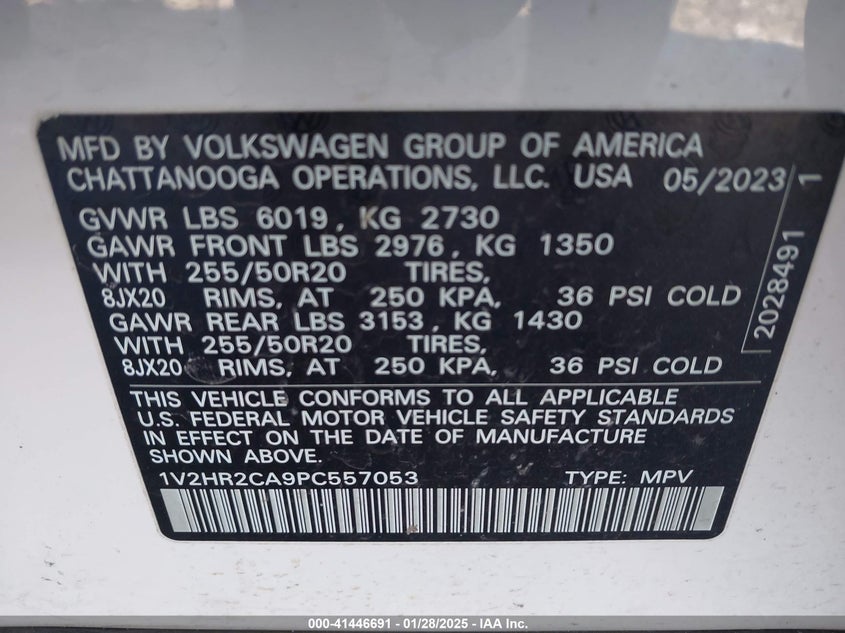 MFD BY VOLKSWAGEN GROUP OF AMERICA
CHATTANOOGA OPERATIONS, LLC. USA 05/2023
GVWR LBS 6019, KG 2730
GAWR FRONT LBS 2976, KG 1350
WITH 255/50R20 TIRES,
8JX20 RIMS, AT 250 KPA, 36 PSI COLD
GAWR REAR LBS 3153, KG 1430
WITH 255/50R20 TIRES,
8JX20 RIMS, AT 250 KPA, 36 PSI COLD
2028491 1
THIS VEHICLE CONFORMS TO ALL APPLICABLE
U.S. FEDERAL MOTOR VEHICLE SAFETY STANDARDS
IN EFFECT ON THE DATE OF MANUFACTURE
SHOWN ABOVE.
1V2HR2CA9PC557053 TYPE: MPV
000-41446691 - 01/28/2025 - IAA Inc.